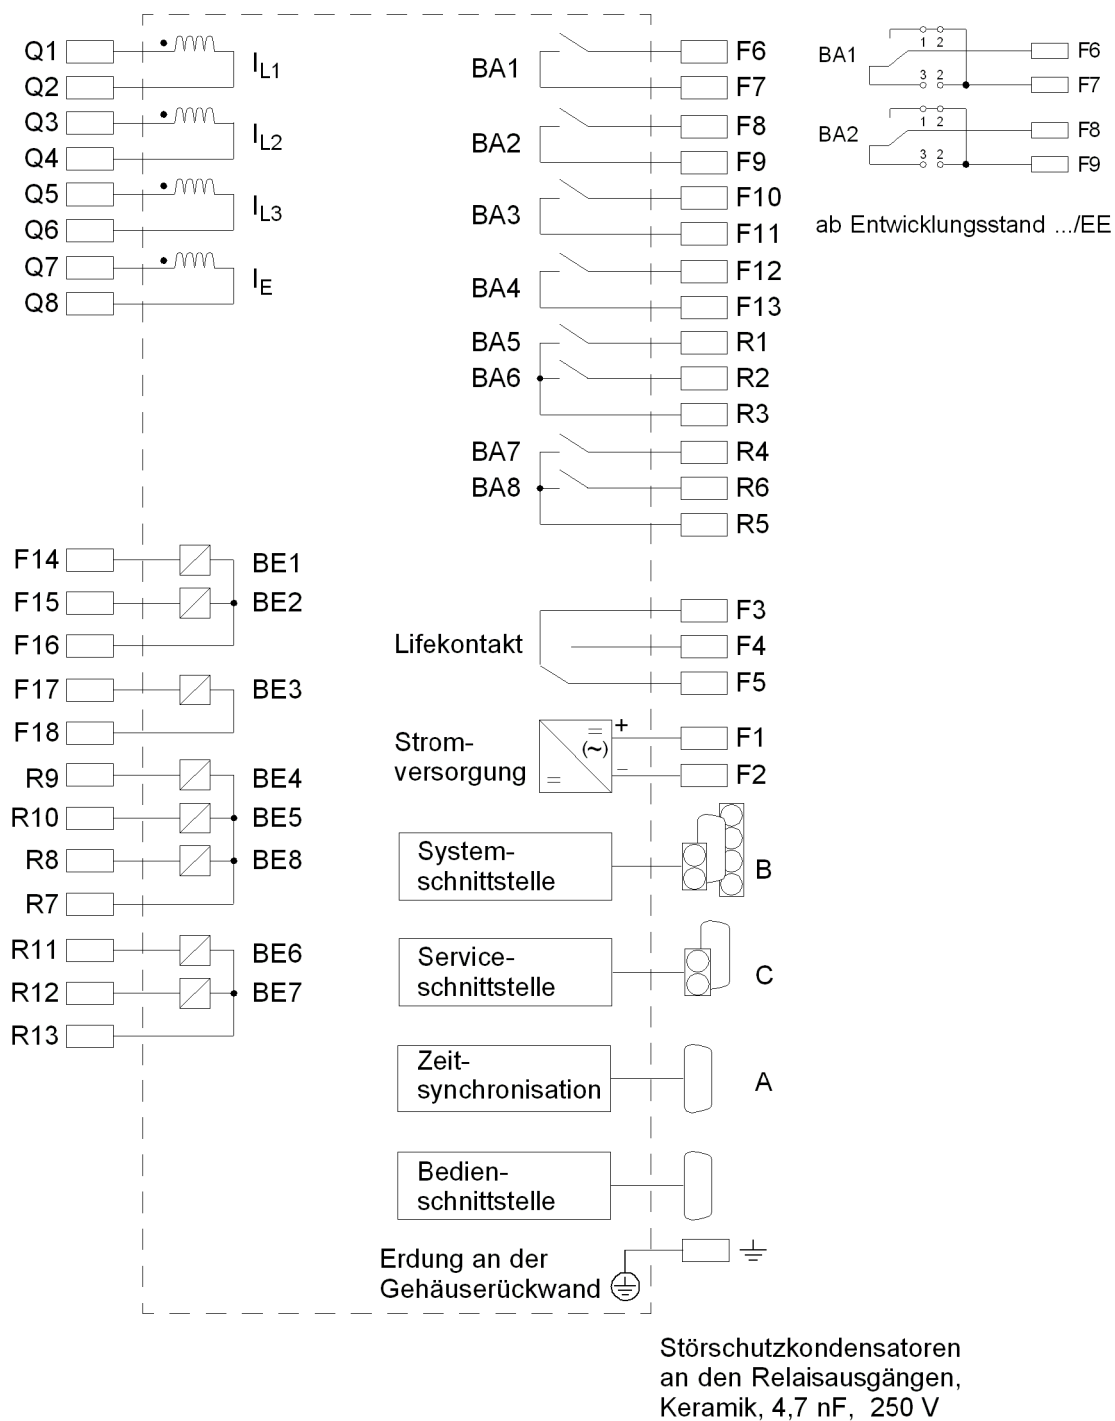 Q1
Q2
I L1
Q3
Q4
I L2
Q5
Q6
I L3
Q7
Q8
I E
F14
BE1
F15
BE2
F16
F17
BE3
F18
R9
BE4
R10
BE5
R8
BE8
R7
R11
BE6
R12
BE7
R13
BA1
F6
F7
BA2
F8
F9
BA3
F10
F11
BA4
F12
F13
BA5
R1
BA6
R2
R3
BA7
R4
BA8
R6
R5
Lifekontakt
F3
F4
F5
Strom-
versorgung
=
(~)
=
+
−
F1
F2
System-
schnittstelle
B
Service-
schnittstelle
C
Zeit-
synchronisation
A
Bedien-
schnittstelle
Erdung an der
Gehäuserückwand
BA1
1 2
3 2
F6
F7
BA2
1 2
3 2
F8
F9
ab Entwicklungsstand .../EE
Störschutzkondensatoren
an den Relaisausgängen,
Keramik, 4,7 nF, 250 V